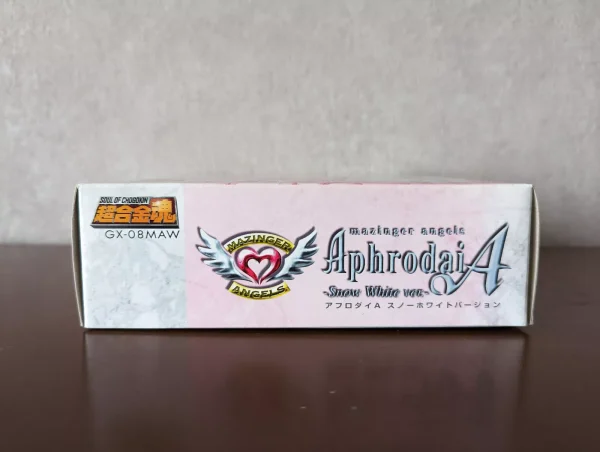 SOUL OF CHOGOKIN
超合金魂
GX-08MAW
MAZINGER
ANGELS
mazinger angels
Aphrodai A
-Snow White ver.-
アフロダイA スノーホワイトバージョン